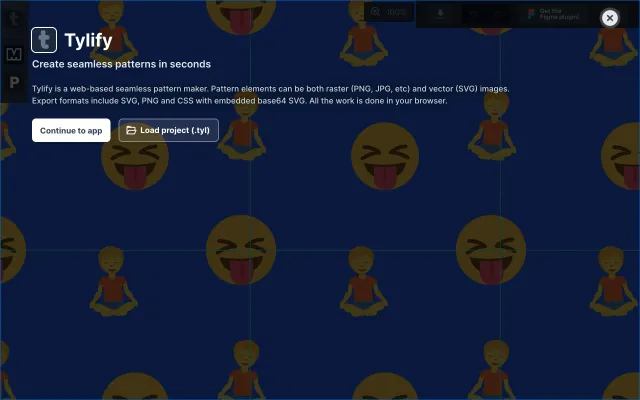 t
100%
Get the
Figma plugin!
t Tylify
M
Create seamless patterns in seconds
P
Tylify is a web-based seamless pattern maker. Pattern elements can be both raster (PNG, JPG, etc) and vector (SVG) images.
Export formats include SVG, PNG and CSS with embedded base64 SVG. All the work is done in your browser.
Continue to app
Load project (.tyl)